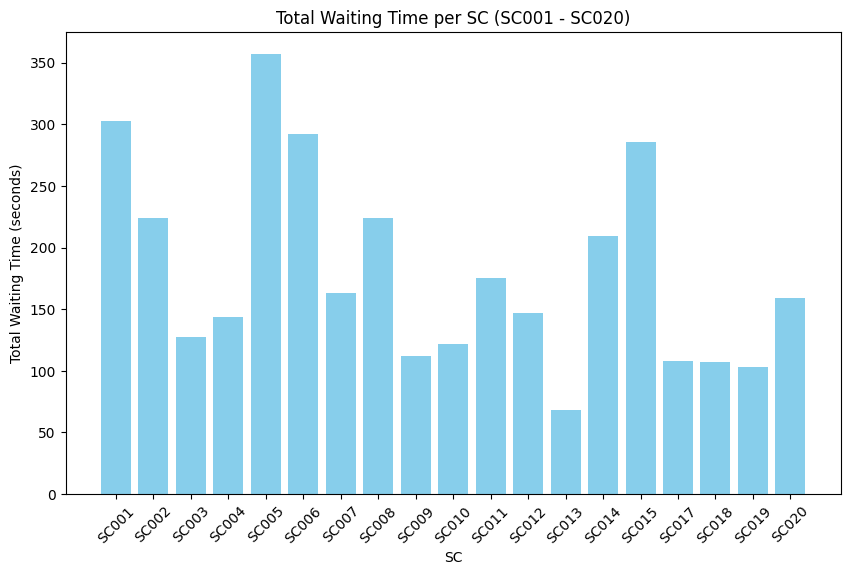 Total Waiting Time per SC (SC001 - SC020)
Total Waiting Time (seconds)
350
300
250
200
150
100
50
0
SC001
SC002
SC003
SC004
SC005
SC006
SC007
SC008
SC009
SC010
SC011
SC012
SC013
SC014
SC015
SC017
SC018
SC019
SC020
SC